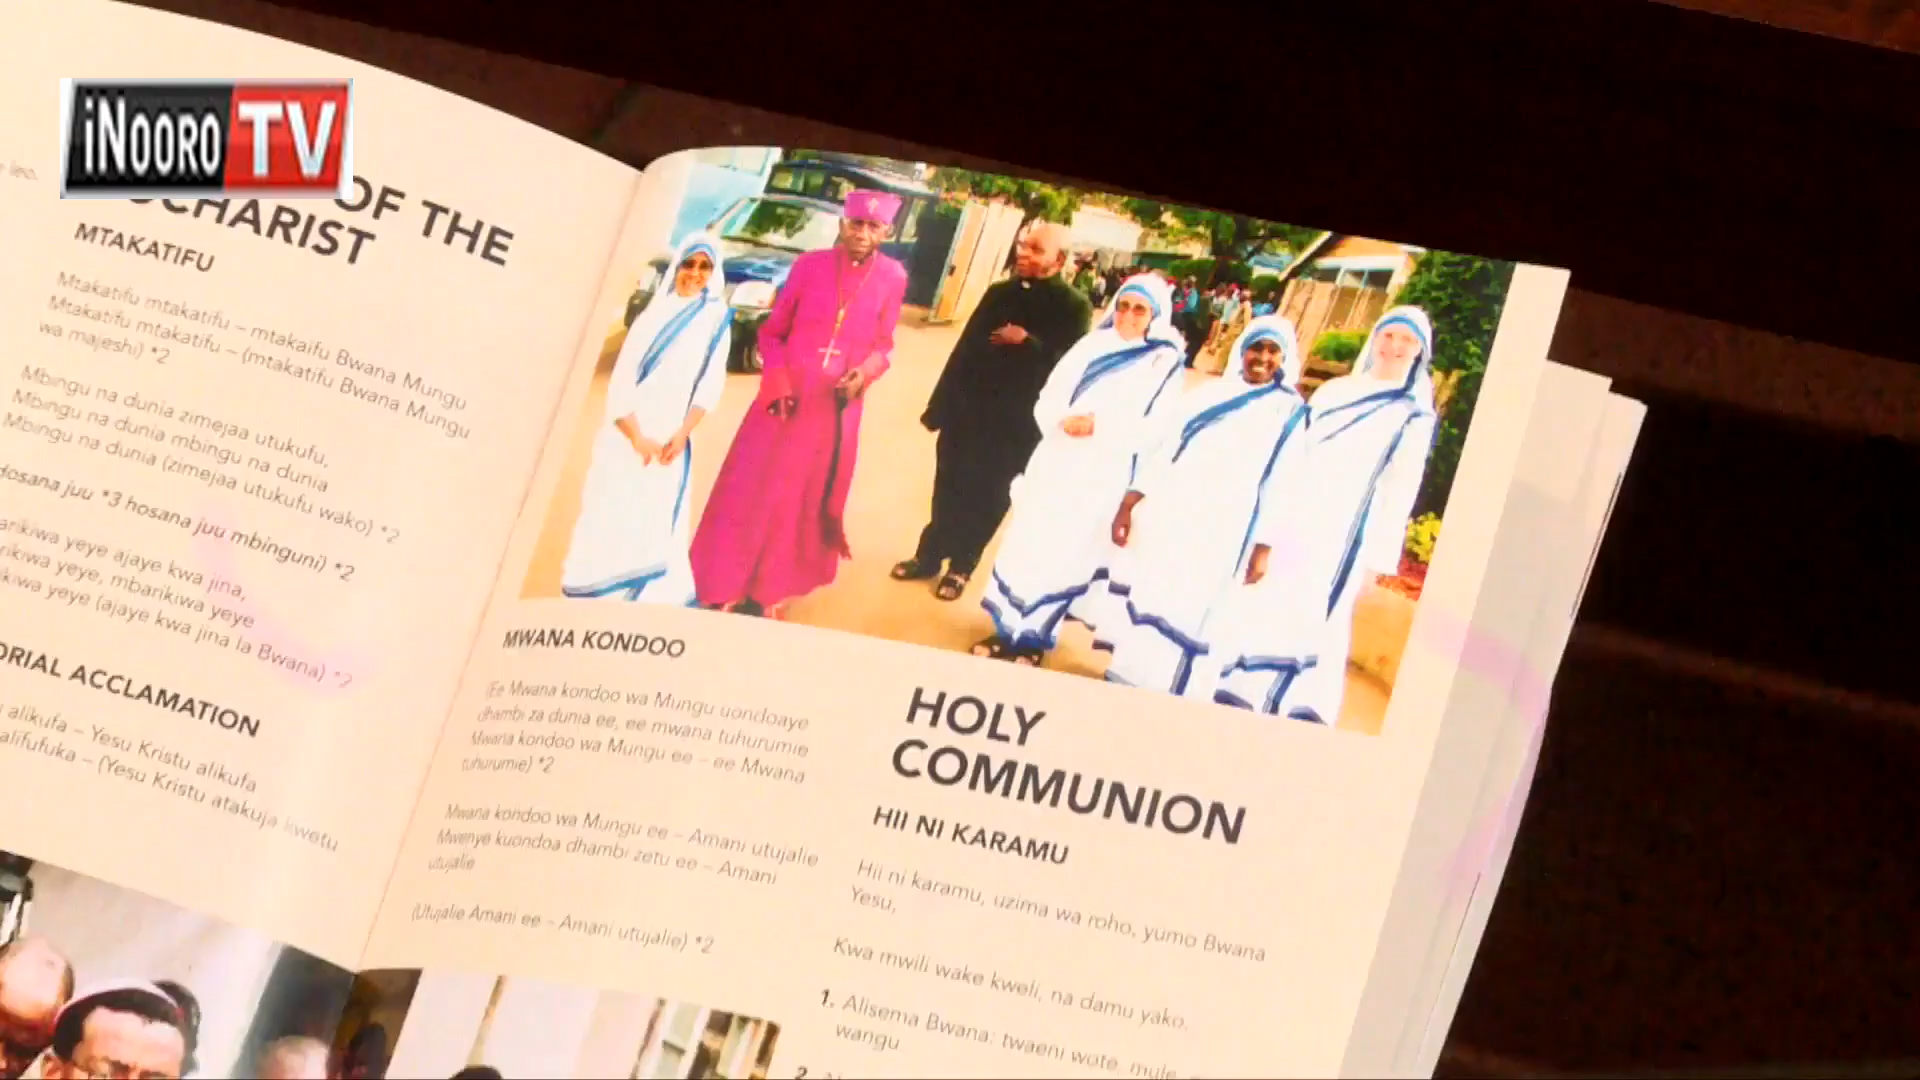 iNOORO TV
OF THE
EUCHARIST
MTAKATIFU
Mtakatifu mtakatifu – mtakaifu Bwana Mungu
Mtakatifu mtakatifu – (mtakatifu Bwana Mungu
wa majeshi) *2
Mbingu na dunia zimejaa utukufu,
Mbingu na dunia mbingu na dunia
Mbingu na dunia (zimejaa utukufu wako) *2
Hosana juu *3 hosana juu mbinguni) *2
yeye ajaye kwa jina,
yeye, mbarikiwa yeye
yeye (ajaye kwa jina la Bwana) *2
ACCLAMATION
alikufa – Yesu Kristu alikufa
alifufuka – (Yesu Kristu atakuja kwetu
MWANA KONDOO
(Ee Mwana kondoo wa Mungu uondoaye
dhambi za dunia ee, ee mwana tuhurumie
Mwana kondoo wa Mungu ee – ee Mwana
tuhurumie) *2
Mwana kondoo wa Mungu ee – Amani utujalie
Mwenye kuondoa dhambi zetu ee – Amani
utujalie
(Utujalie Amani ee – Amani utujalie) *2
HOLY
COMMUNION
HII NI KARAMU
Hii ni karamu, uzima wa roho, yumo Bwana
Yesu,
Kwa mwili wake kweli, na damu yako.
1. Alisema Bwana: twaeni wote, mule
wangu.
2.